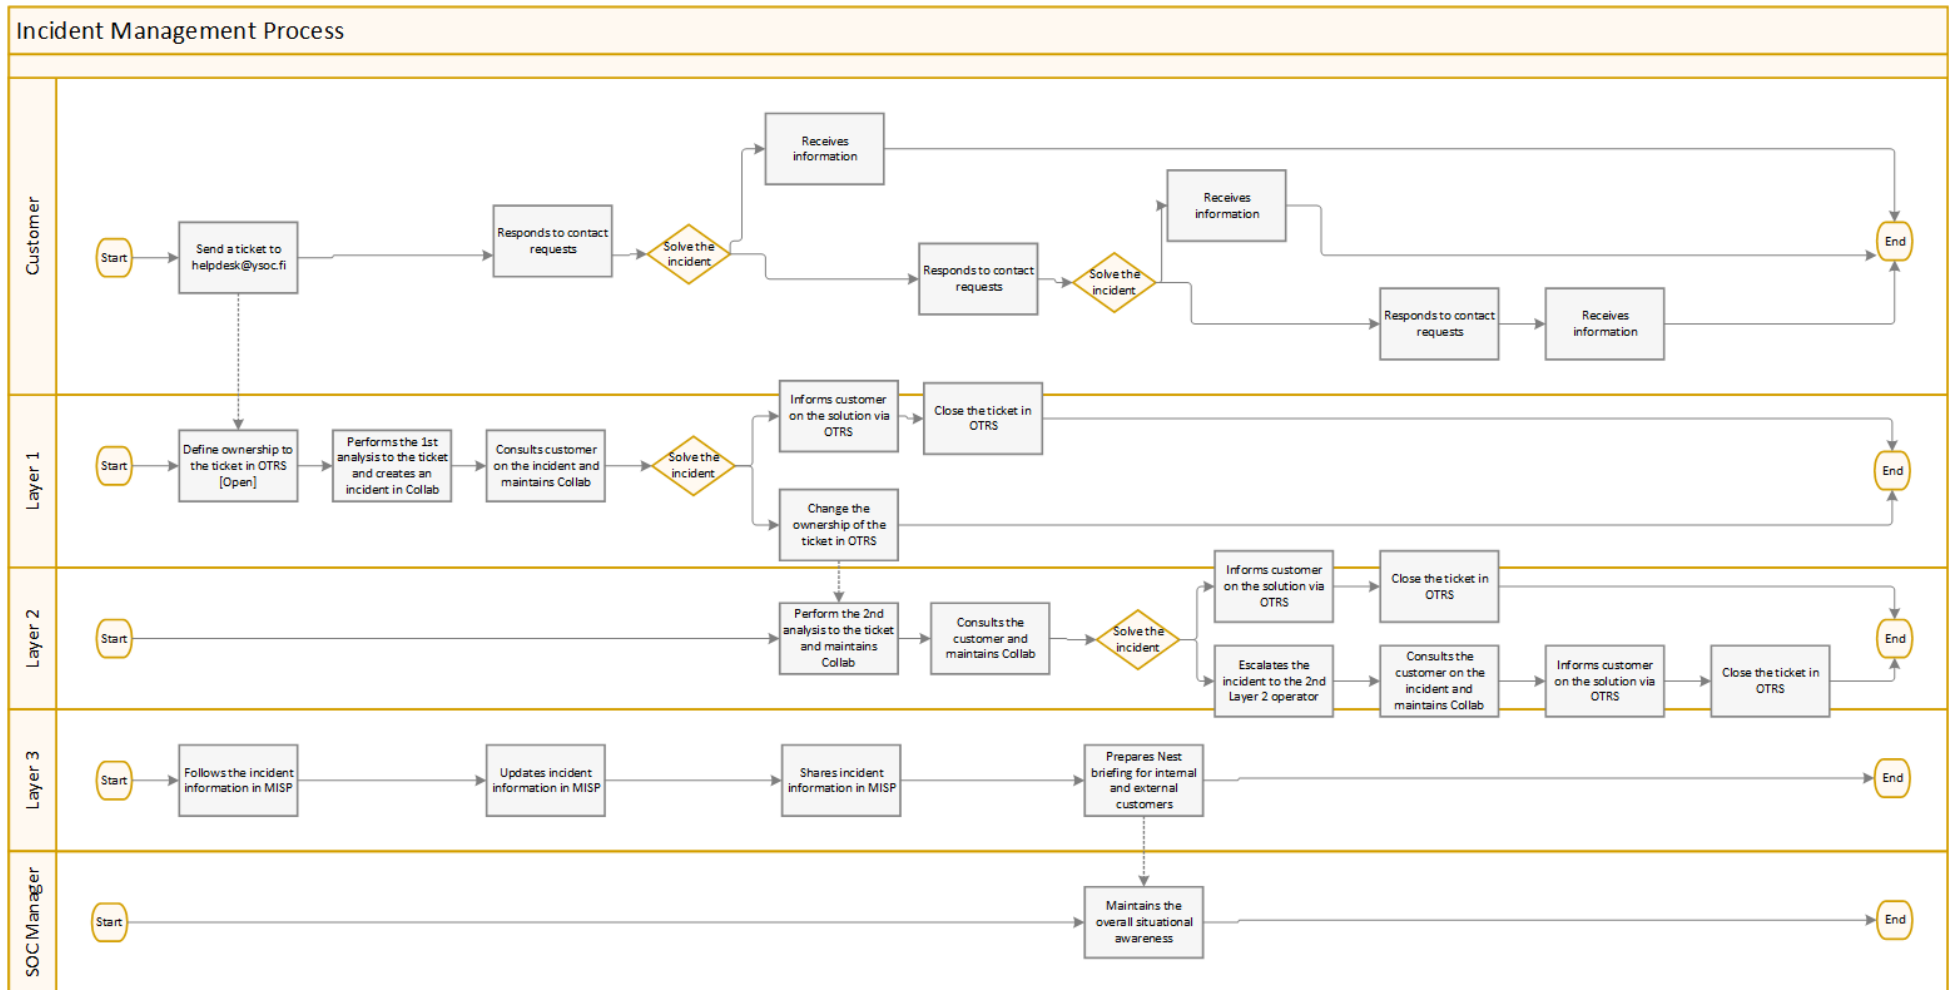 Incident Management Process
Customer
Start
Send a ticket to
helpdesk@ysoc.fi
Responds to contact
requests
Solve the
incident
Receives
information
Responds to contact
requests
Solve the
incident
Receives
information
Responds to contact
requests
Receives
information
End
Layer 1
Start
Define ownership to
the ticket in OTRS
[Open]
Performs the 1st
analysis to the ticket
and creates an
incident in Collab
Consults customer
on the incident and
maintains Collab
Solve the
incident
Informs customer
on the solution via
OTRS
Close the ticket in
OTRS
Change the
ownership of the
ticket in OTRS
End
Layer 2
Start
Perform the 2nd
analysis to the ticket
and maintains
Collab
Consults the
customer and
maintains Collab
Solve the
incident
Informs customer
on the solution via
OTRS
Close the ticket in
OTRS
Escalates the
incident to the 2nd
Layer 2 operator
Consults the
customer on the
incident and
maintains Collab
Informs customer
on the solution via
OTRS
Close the ticket in
OTRS
End
Layer 3
Start
Follows the incident
information in MISP
Updates incident
information in MISP
Shares incident
information in MISP
Prepares Nest
briefing for internal
and external
customers
End
SOC Manager
Start
Maintains the
overall situational
awareness
End